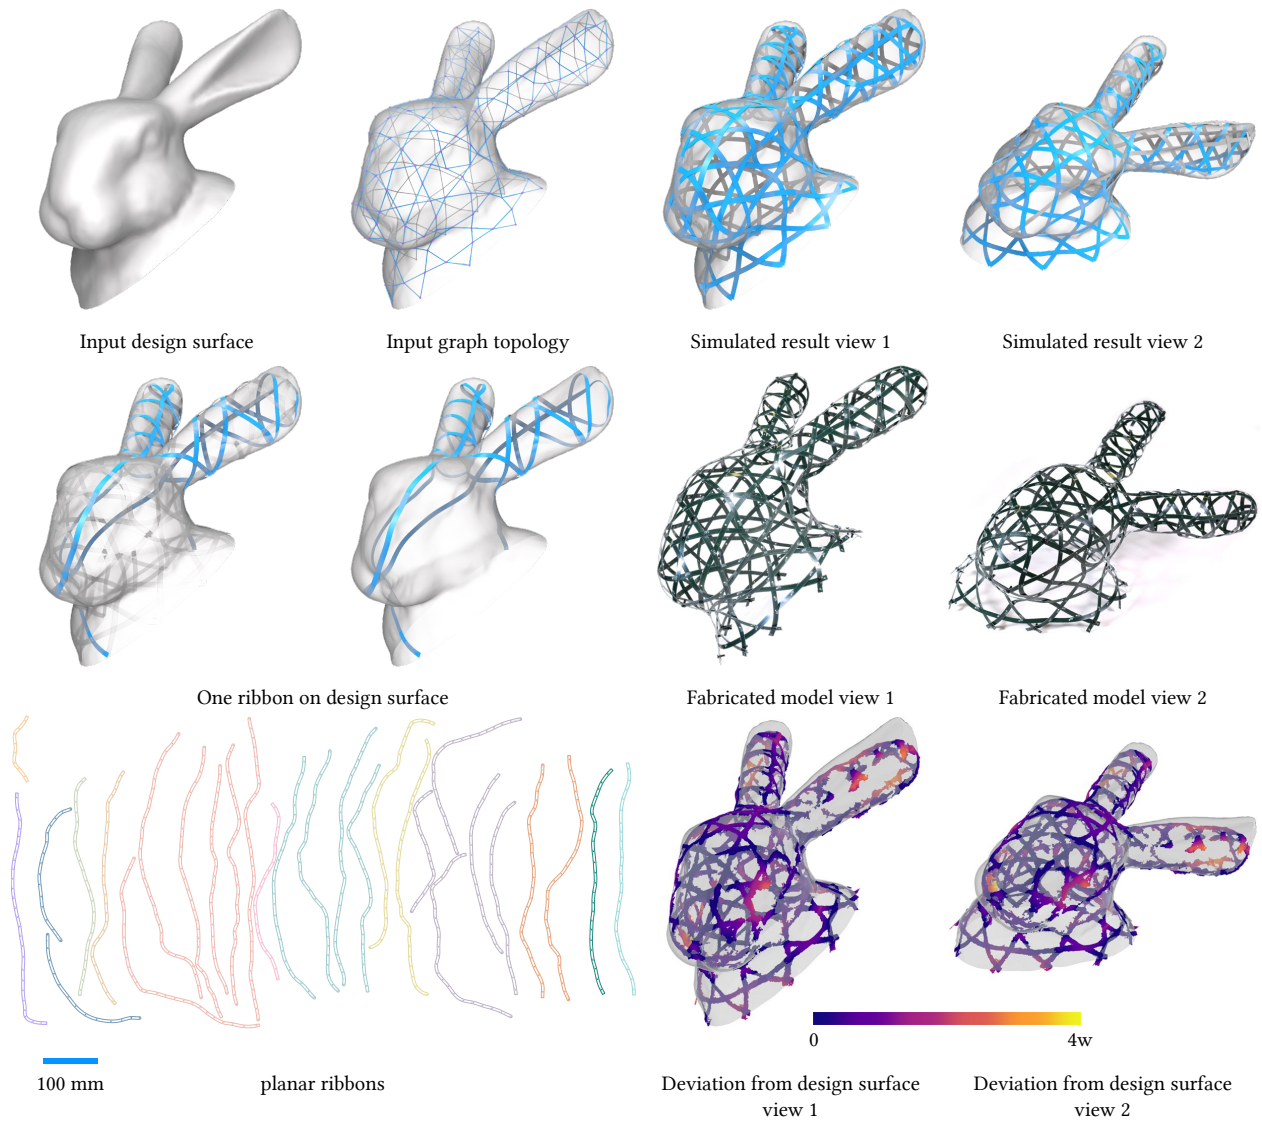 Input design surface
Input graph topology
Simulated result view 1
Simulated result view 2
One ribbon on design surface
Fabricated model view 1
Fabricated model view 2
0
4w
100 mm
planar ribbons
Deviation from design surface
view 1
Deviation from design surface
view 2